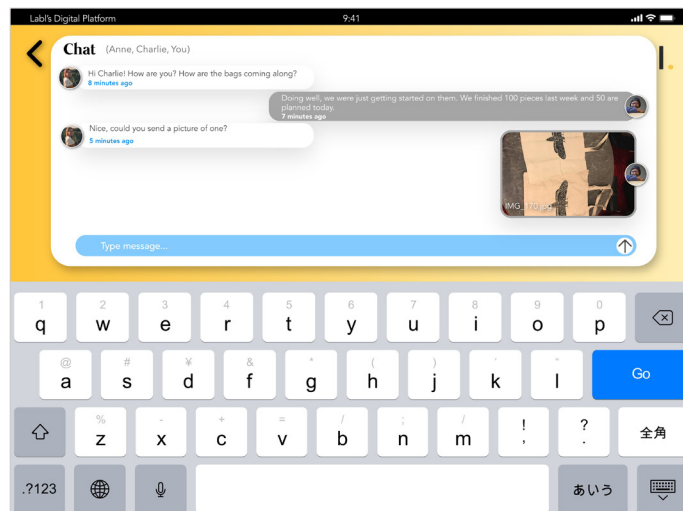 Labl's Digital Platform
9:41
Chat (Anne, Charlie, You)
Hi Charlie! How are you? How are the bags coming along?
8 minutes ago
Doing well, we were just getting started on them. We finished 100 pieces last week and 50 are
planned today.
7 minutes ago
Nice, could you send a picture of one?
5 minutes ago
l.
Type message...
1 2 3 4 5 6 7 8 9 0
q w e r t y u i o p
@ # ¥ & * ( ) ' "
a s d f g h j k l Go
% - + = / ; /
z x c v b n m ! , ? . 全角
.?123 あいう